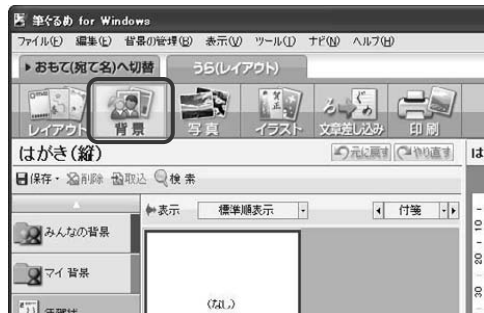 筆ぐるめ for Windows
ファイル(F) 編集(E) 背景の管理(B) 表示(V) ツール(T) ナビ(N) ヘルプ(H)
おもて(宛て名)へ切替 うら(レイアウト)
レイアウト 背景 写真 イラスト 文章差し込み 印刷
はがき(縦) 元に戻す やり直す は
保存 削除 取込 検索
表示 標準順表示 付箋
みんなの背景
マイ 背景
年賀状
(なし)
10
20
30